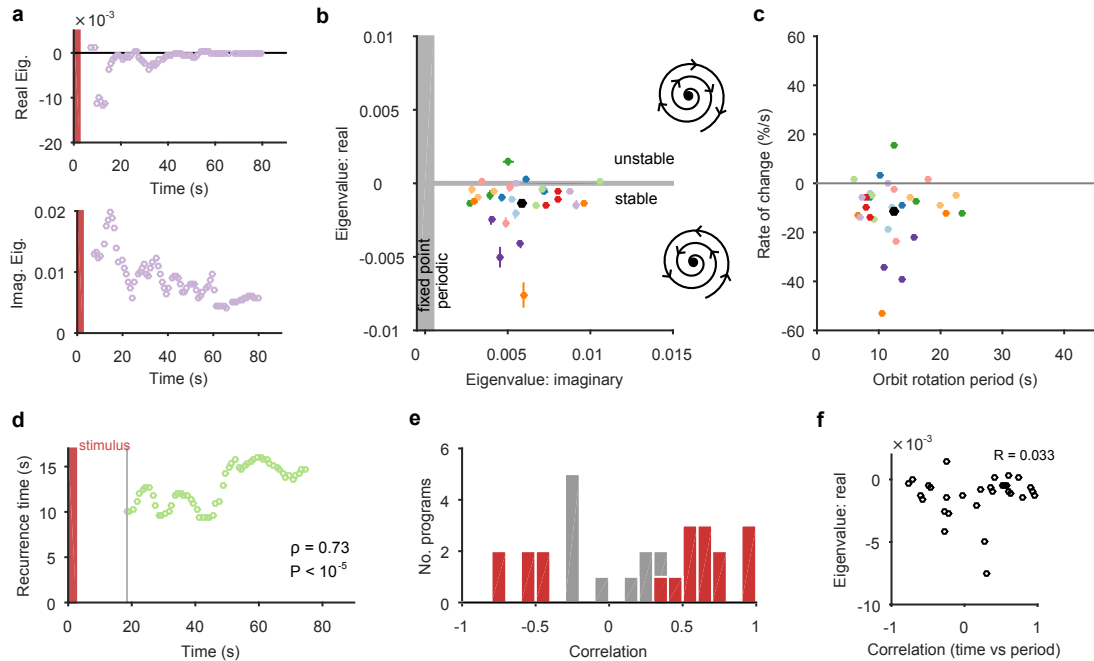 a
× 10⁻³
0
-10
-20
Real Eig.
0 20 40 60 80
Time (s)
0.02
0.01
0
Imag. Eig.
0 20 40 60 80
Time (s)
b
0.01
0.005
0
-0.005
-0.01
Eigenvalue: real
unstable
stable
fixed point
periodic
0 0.005 0.01 0.015
Eigenvalue: imaginary
c
60
40
20
0
-20
-40
-60
Rate of change (%/s)
0 10 20 30 40
Orbit rotation period (s)
d
stimulus
15
10
5
0
Recurrence time (s)
ρ = 0.73
P < 10⁻⁵
0 20 40 60 80
Time (s)
e
6
4
2
0
No. programs
-1 -0.5 0 0.5 1
Correlation
f
× 10⁻³
R = 0.033
0
-5
-10
Eigenvalue: real
-1 0 1
Correlation (time vs period)